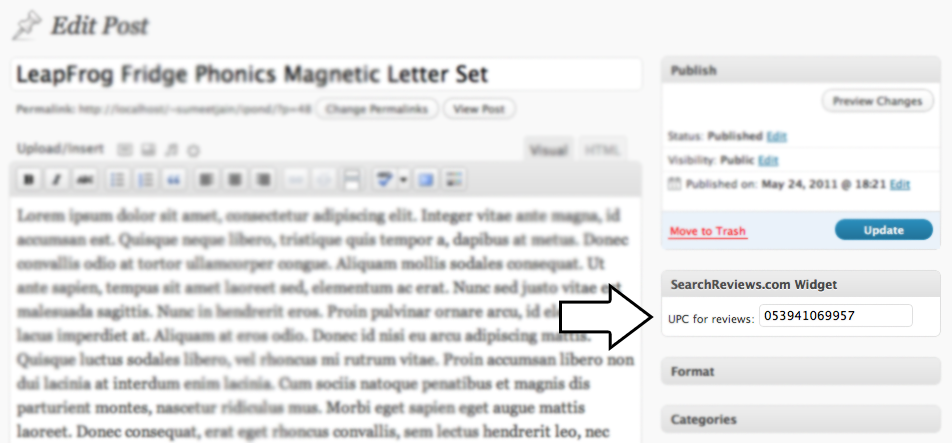 Edit Post
LeapFrog Fridge Phonics Magnetic Letter Set
Permalink: http://localhost/~sumeetjain/ipond/?p=48 Change Permalinks View Post
Upload/Insert Visual HTML
B I ABC
Lorem ipsum dolor sit amet, consectetur adipiscing elit. Integer vitae ante magna, id
accumsan est. Quisque neque libero, tristique quis tempor a, dapibus at metus. Donec
convallis odio at tortor ullamcorper congue. Aliquam mollis sodales consequat. Ut
ante sapien, tempus sit amet laoreet sed, elementum ac erat. Nunc sed justo vitae est
malesuada sagittis. Nunc in hendrerit eros. Proin pulvinar ornare arcu, id
lacus imperdiet at. Aliquam at eros odio. Donec id nisi eu arcu adipiscing mattis.
Quisque luctus sodales libero, vel rhoncus mi rutrum vitae. Proin accumsan libero non
dui lacinia at interdum enim lacinia. Cum sociis natoque penatibus et magnis dis
parturient montes, nascetur ridiculus mus. Morbi eget sapien eget augue mattis
laoreet. Donec consequat, erat eget rhoncus convallis, sem lectus hendrerit leo, nec
Publish
Preview Changes
Status: Published Edit
Visibility: Public Edit
Published on: May 24, 2011 @ 18:21 Edit
Move to Trash Update
SearchReviews.com Widget
UPC for reviews: 053941069957
Format
Categories